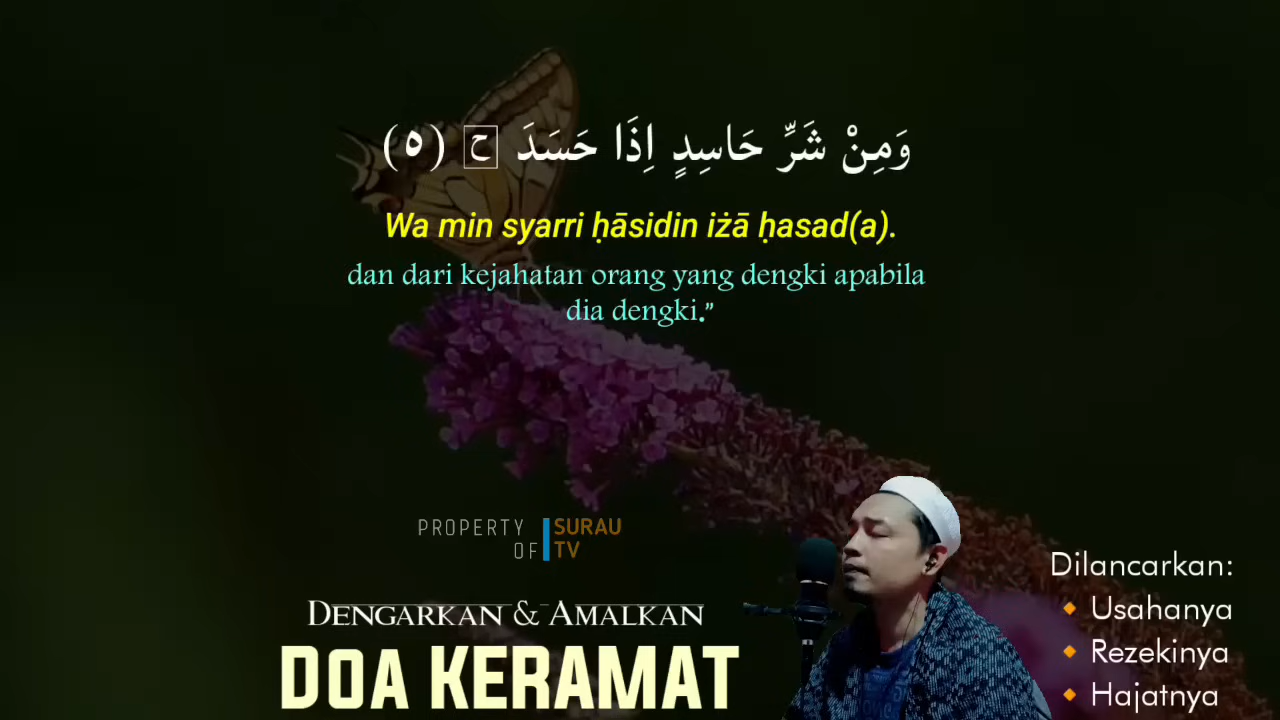 وَمِنْ شَرِّ حَاسِدٍ اِذَا حَسَدَ ࣖ ح (٥)
Wa min syarri ḥāsidin iżā ḥasad(a).
dan dari kejahatan orang yang dengki apabila
dia dengki.”
PROPERTY OF
SURAU TV
DENGARKAN & AMALKAN
DOA KERAMAT
Dilancarkan:
🔸 Usahanya
🔸 Rezekinya
🔸 Hajatnya